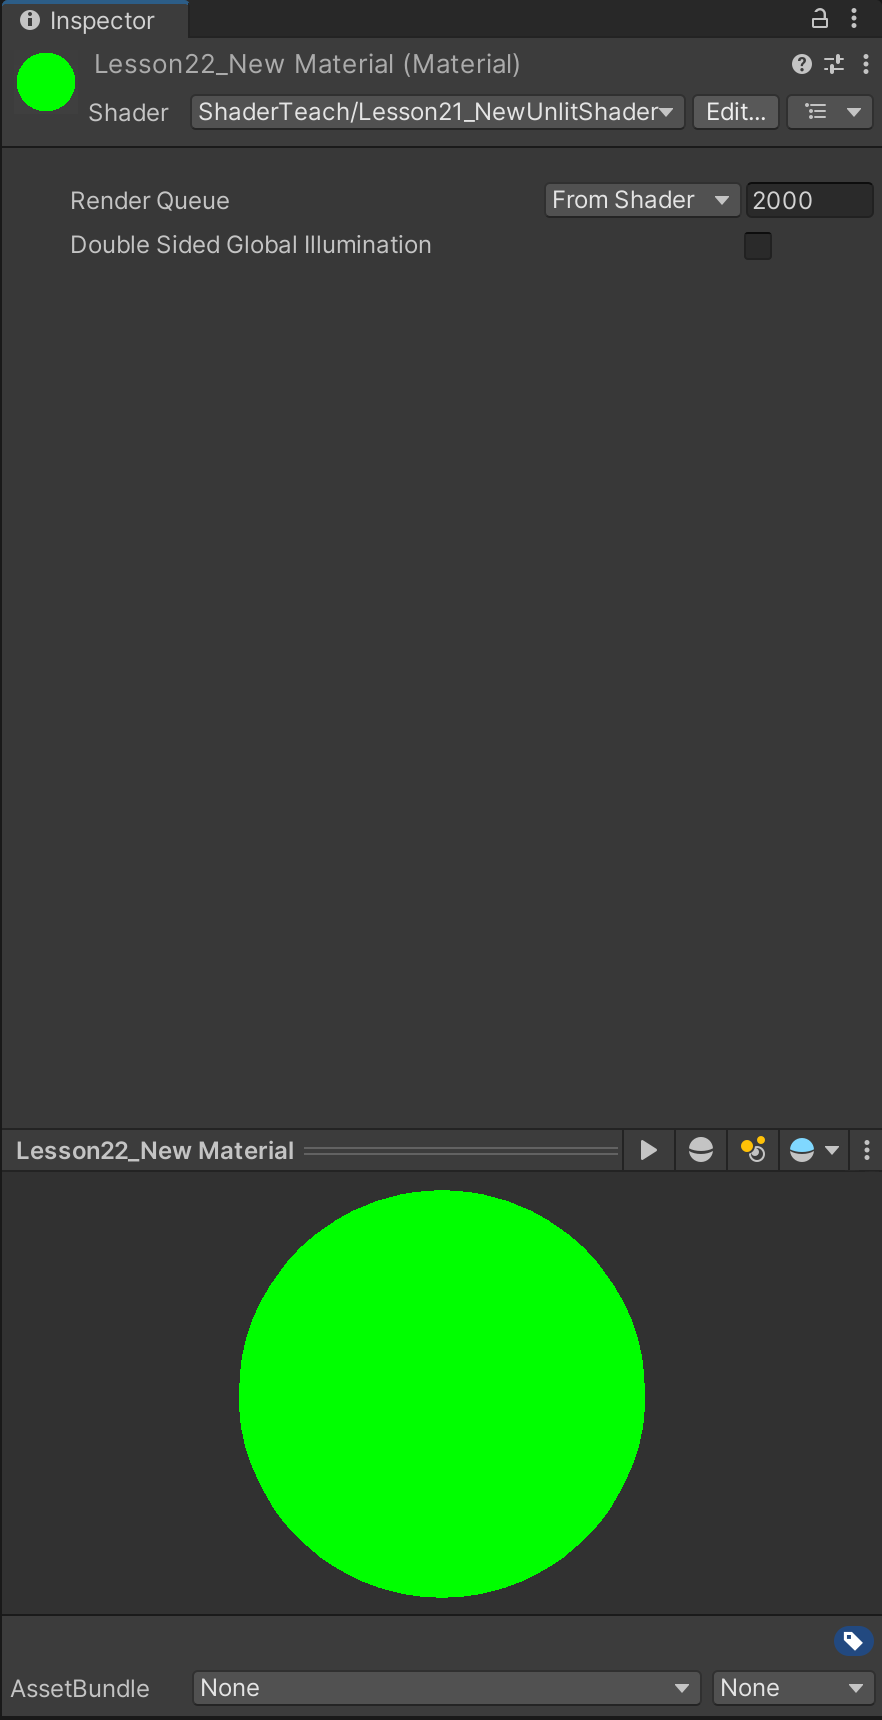 Inspector
Lesson22_New Material (Material)
Shader ShaderTeach/Lesson21_NewUnlitShader Edit...
Render Queue From Shader 2000
Double Sided Global Illumination
Lesson22_New Material
AssetBundle None None